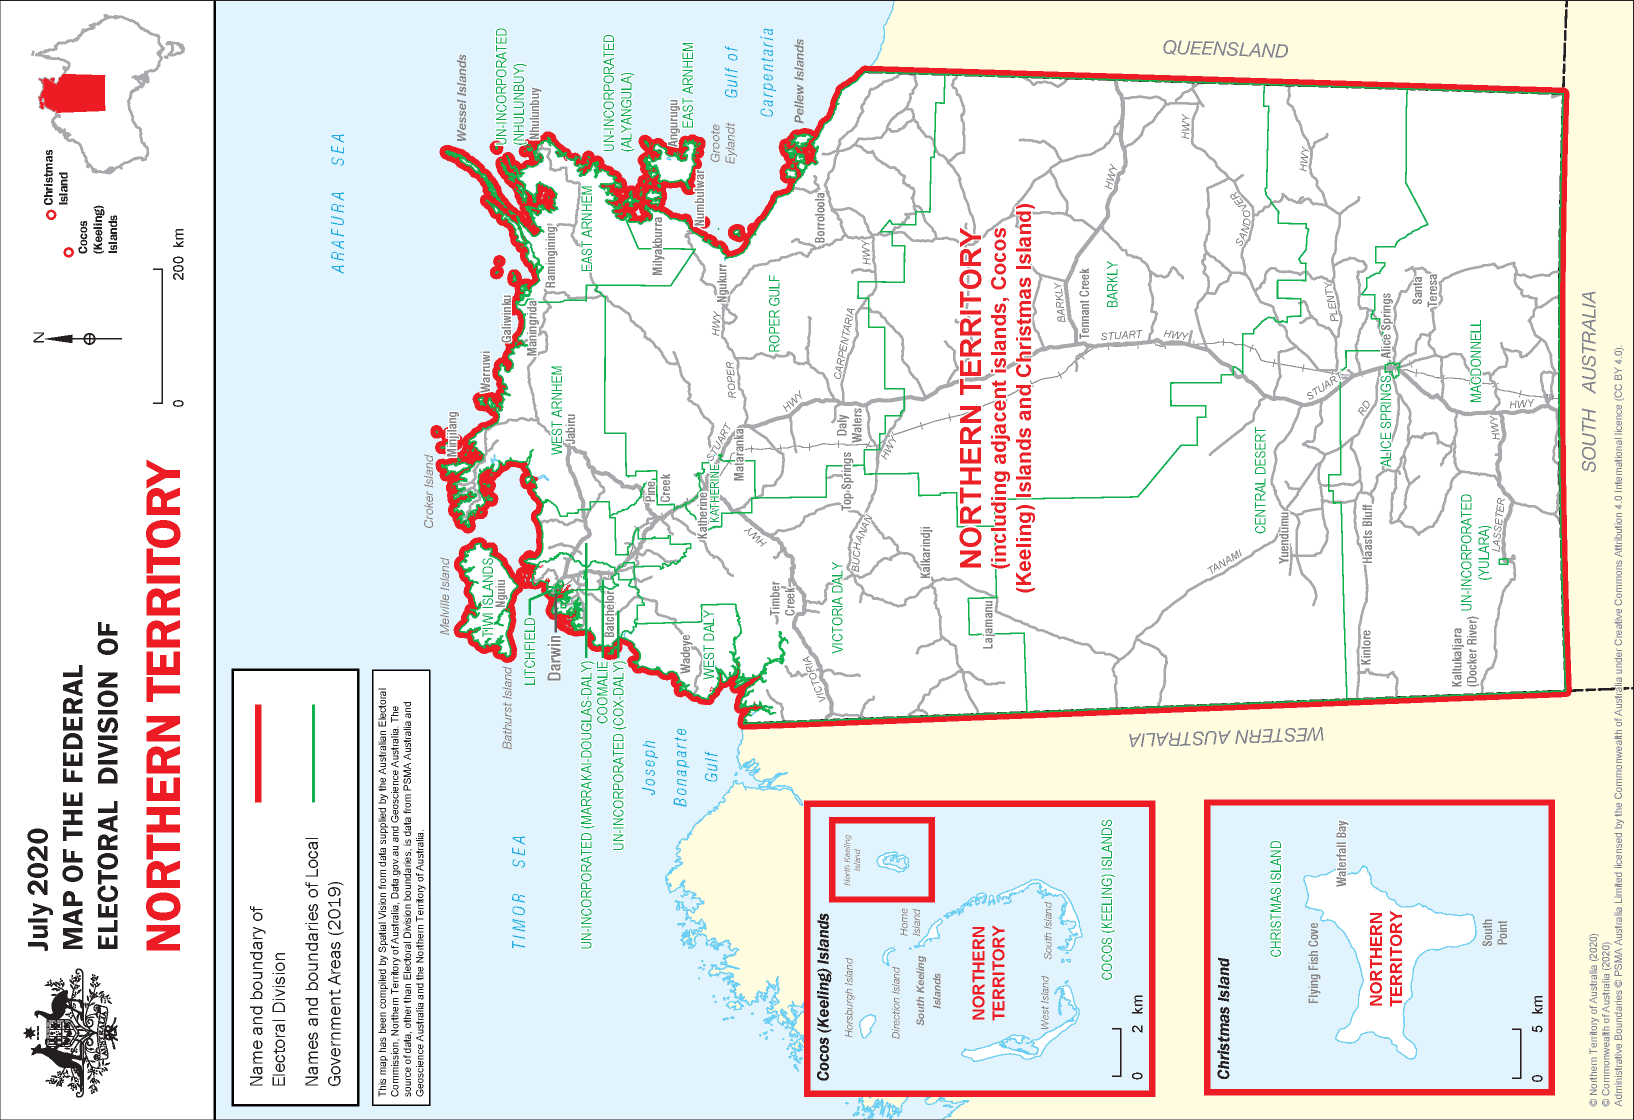 July 2020
MAP OF THE FEDERAL
ELECTORAL DIVISION OF
NORTHERN TERRITORY
AUSTRALIA
N
0
200 km
Christmas
Island
Cocos
(Keeling)
Islands
Name and boundary of
Electoral Division
Names and boundaries of Local
Government Areas (2019)
This map has been compiled by Spatial Vision from data supplied by the Australian Electoral
Commission, Northern Territory of Australia, Data.gov.au and Geoscience Australia. The
source of data, other than Electoral Division boundaries, is data from PSMA Australia and
Geoscience Australia and the Northern Territory of Australia.
ARAFURA SEA
TIMOR SEA
Joseph
Bonaparte
Gulf
Gulf of
Carpentaria
Croker Island
Melville Island
Bathurst Island
Wessel Islands
Groote
Eylandt
Pellew Islands
Minjilang
Warruwi
Galiwinku
Maningrida
Ramingining
Nhulunbuy
UN-INCORPORATED
(NHULUNBUY)
UN-INCORPORATED
(ALYANGULA)
EAST ARNHEM
Angurugu
Numbulwar
EAST ARNHEM
Milyakburra
Ngukurr
Borroloola
TIWI ISLANDS
Nguiu
LITCHFIELD
Darwin
UN-INCORPORATED (MARRAKAI-DOUGLAS-DALY)
COOMALIE
UN-INCORPORATED (COX-DALY)
Batchelor
WEST ARNHEM
Jabiru
Pine
Creek
Katherine
KATHERINE
Mataranka
STUART
HWY
ROPER
HWY
ROPER GULF
CARPENTARIA
HWY
HWY
Daly
Waters
Top Springs
HWY
BUCHANAN
Wadeye
WEST DALY
Timber
Creek
HWY
VICTORIA
VICTORIA DALY
Kalkarindji
Lajamanu
NORTHERN TERRITORY
(including adjacent islands, Cocos
(Keeling) Islands and Christmas Island)
BARKLY
HWY
Tennant Creek
BARKLY
STUART
HWY
SANDOVER
HWY
PLENTY
HWY
CENTRAL DESERT
TANAMI
Yuendumu
STUART
RD
ALICE SPRINGS
Alice Springs
Santa
Teresa
Haasts Bluff
Kintore
MACDONNELL
Kaltukatjara
(Docker River)
UN-INCORPORATED
(YULARA)
LASSETER
HWY
HWY
QUEENSLAND
SOUTH AUSTRALIA
WESTERN AUSTRALIA
Cocos (Keeling) Islands
North Keeling
Island
Horsburgh Island
Direction Island
Home
Island
South Keeling
Islands
NORTHERN
TERRITORY
West Island
South Island
COCOS (KEELING) ISLANDS
0
2 km
Christmas Island
CHRISTMAS ISLAND
Flying Fish Cove
Waterfall Bay
NORTHERN
TERRITORY
South
Point
0
5 km
© Northern Territory of Australia (2020)
© Commonwealth of Australia (2020)
Administrative Boundaries © PSMA Australia Limited licensed by the Commonwealth of Australia under Creative Commons Attribution 4.0 International licence (CC BY 4.0).